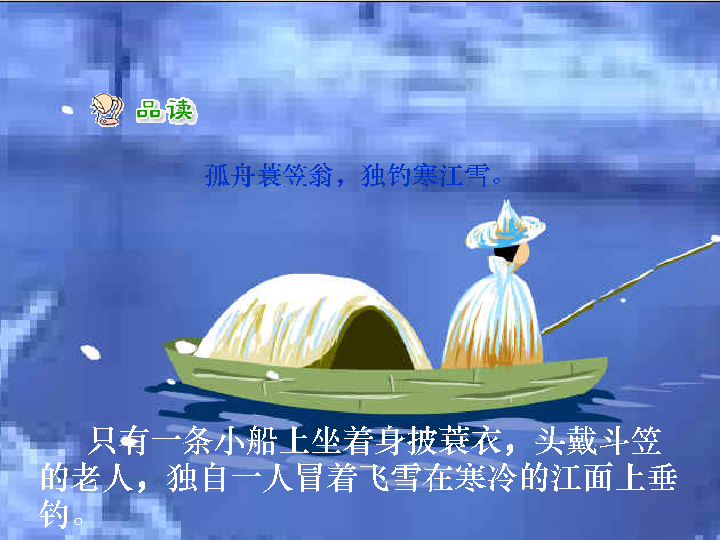 品读
孤舟蓑笠翁，独钓寒江雪。
只有一条小船上坐着身披蓑衣，头戴斗笠
的老人，独自一人冒着飞雪在寒冷的江面上垂
钓。